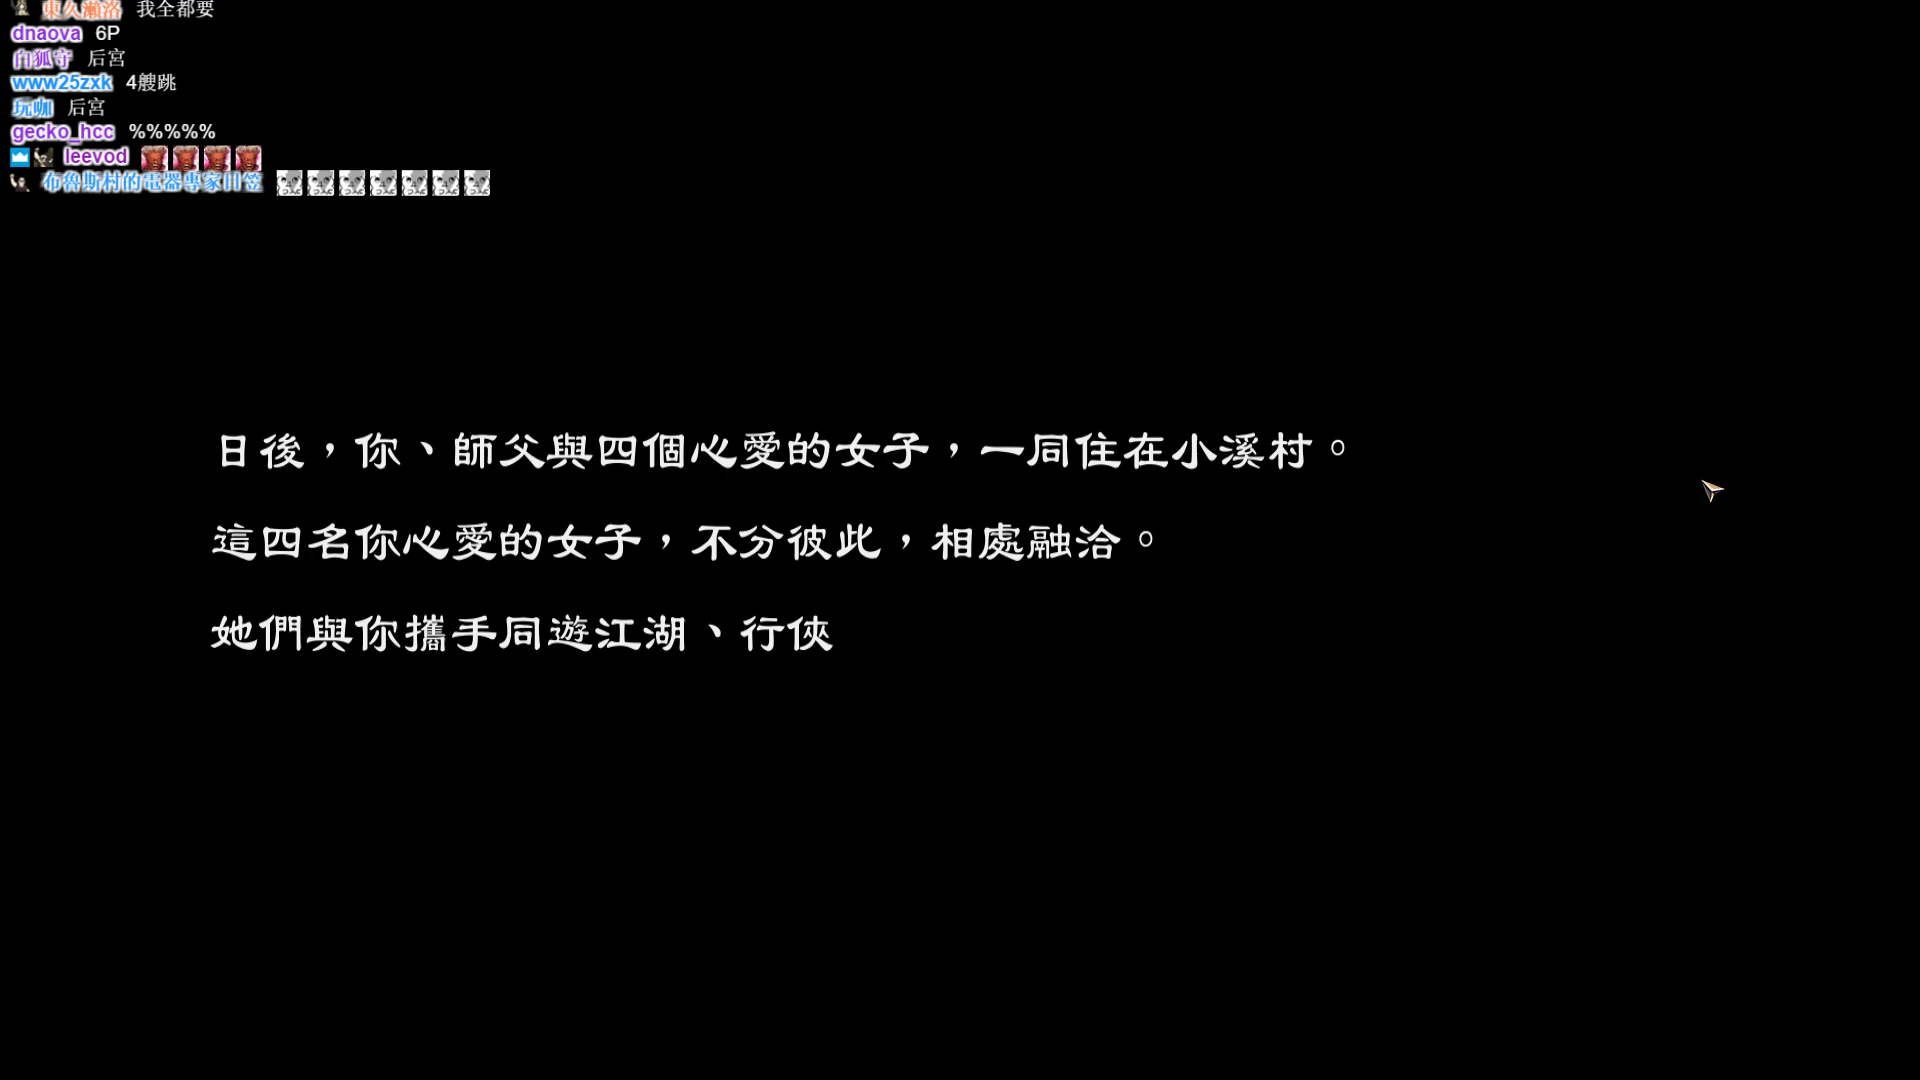 東久瀨洛 我全都要
dnaova 6P
白狐守 后宮
www25zxk 4艘跳
玩咖 后宮
gecko_hcc %%%%%
leevod
布魯斯村的電器專家日笠
日後，你、師父與四個心愛的女子，一同住在小溪村。
這四名你心愛的女子，不分彼此，相處融洽。
她們與你攜手同遊江湖、行俠